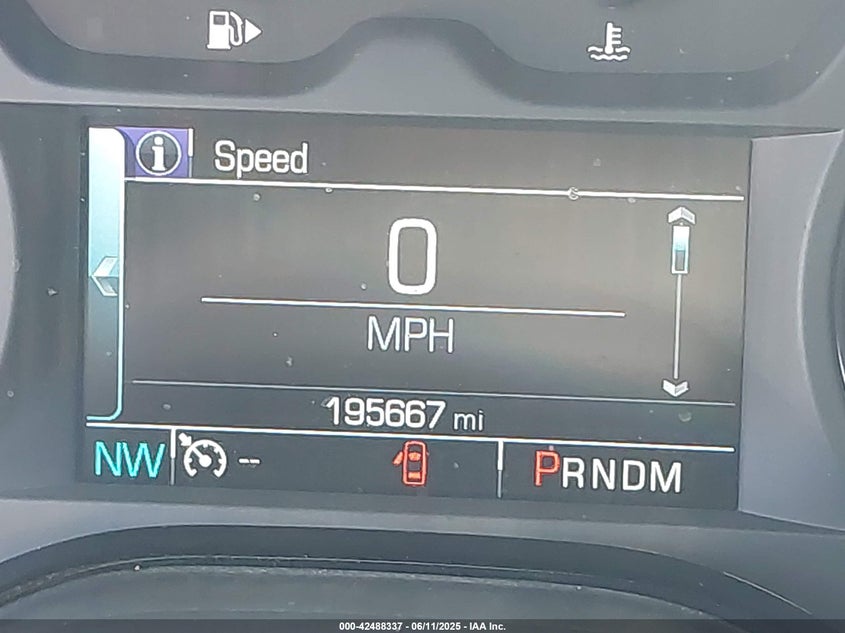 Speed
0
MPH
195667 mi
NW -- PRNDM
000-42488337 - 06/11/2025 - IAA Inc.